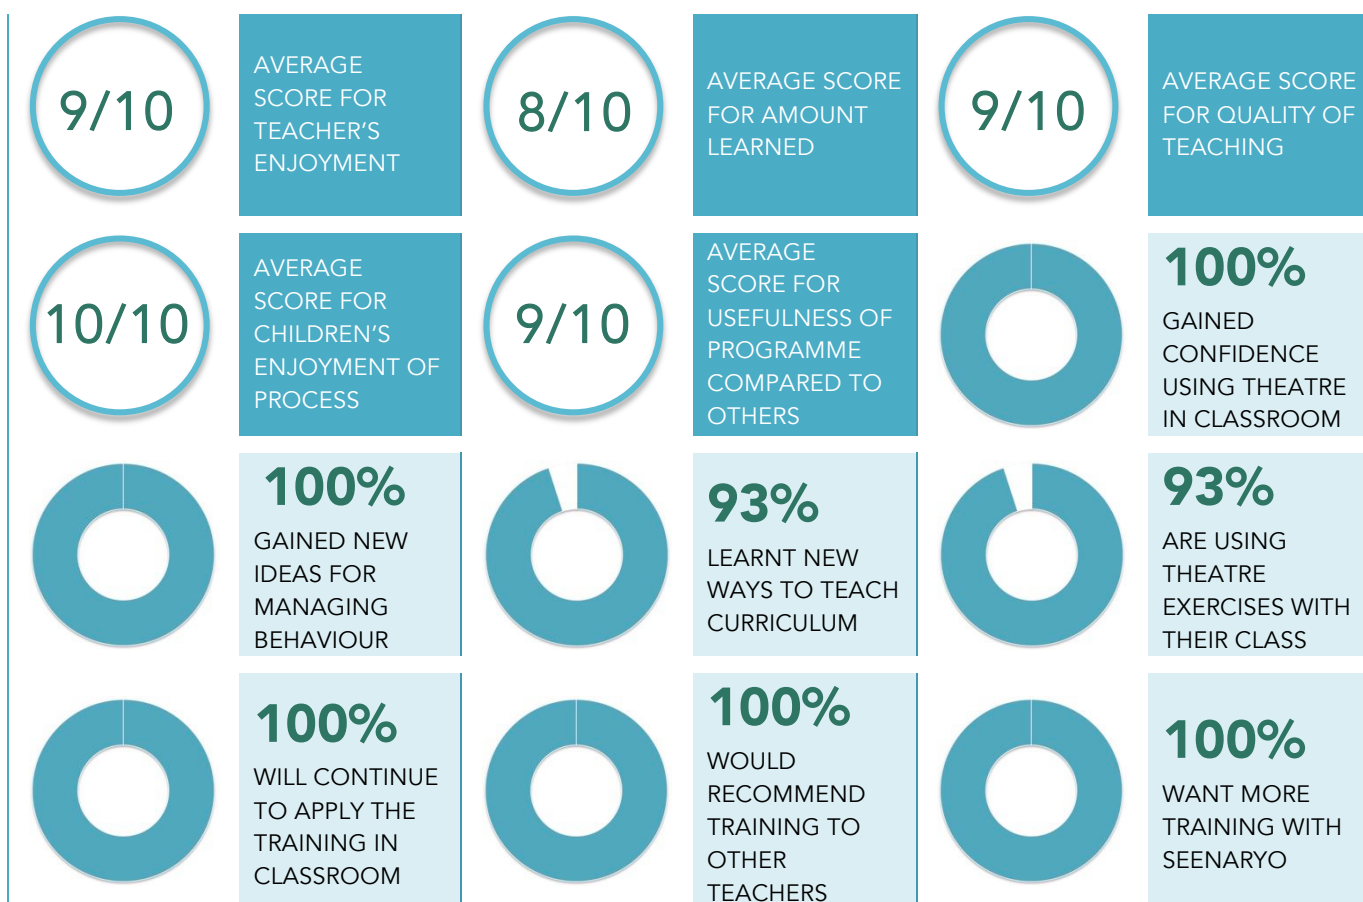 9/10
AVERAGE
SCORE FOR
TEACHER’S
ENJOYMENT
8/10
AVERAGE SCORE
FOR AMOUNT
LEARNED
9/10
AVERAGE SCORE
FOR QUALITY OF
TEACHING
10/10
AVERAGE
SCORE FOR
CHILDREN’S
ENJOYMENT OF
PROCESS
9/10
AVERAGE
SCORE FOR
USEFULNESS OF
PROGRAMME
COMPARED TO
OTHERS
100%
GAINED
CONFIDENCE
USING THEATRE
IN CLASSROOM
100%
GAINED NEW
IDEAS FOR
MANAGING
BEHAVIOUR
93%
LEARNT NEW
WAYS TO TEACH
CURRICULUM
93%
ARE USING
THEATRE
EXERCISES WITH
THEIR CLASS
100%
WILL CONTINUE
TO APPLY THE
TRAINING IN
CLASSROOM
100%
WOULD
RECOMMEND
TRAINING TO
OTHER
TEACHERS
100%
WANT MORE
TRAINING WITH
SEENARYO